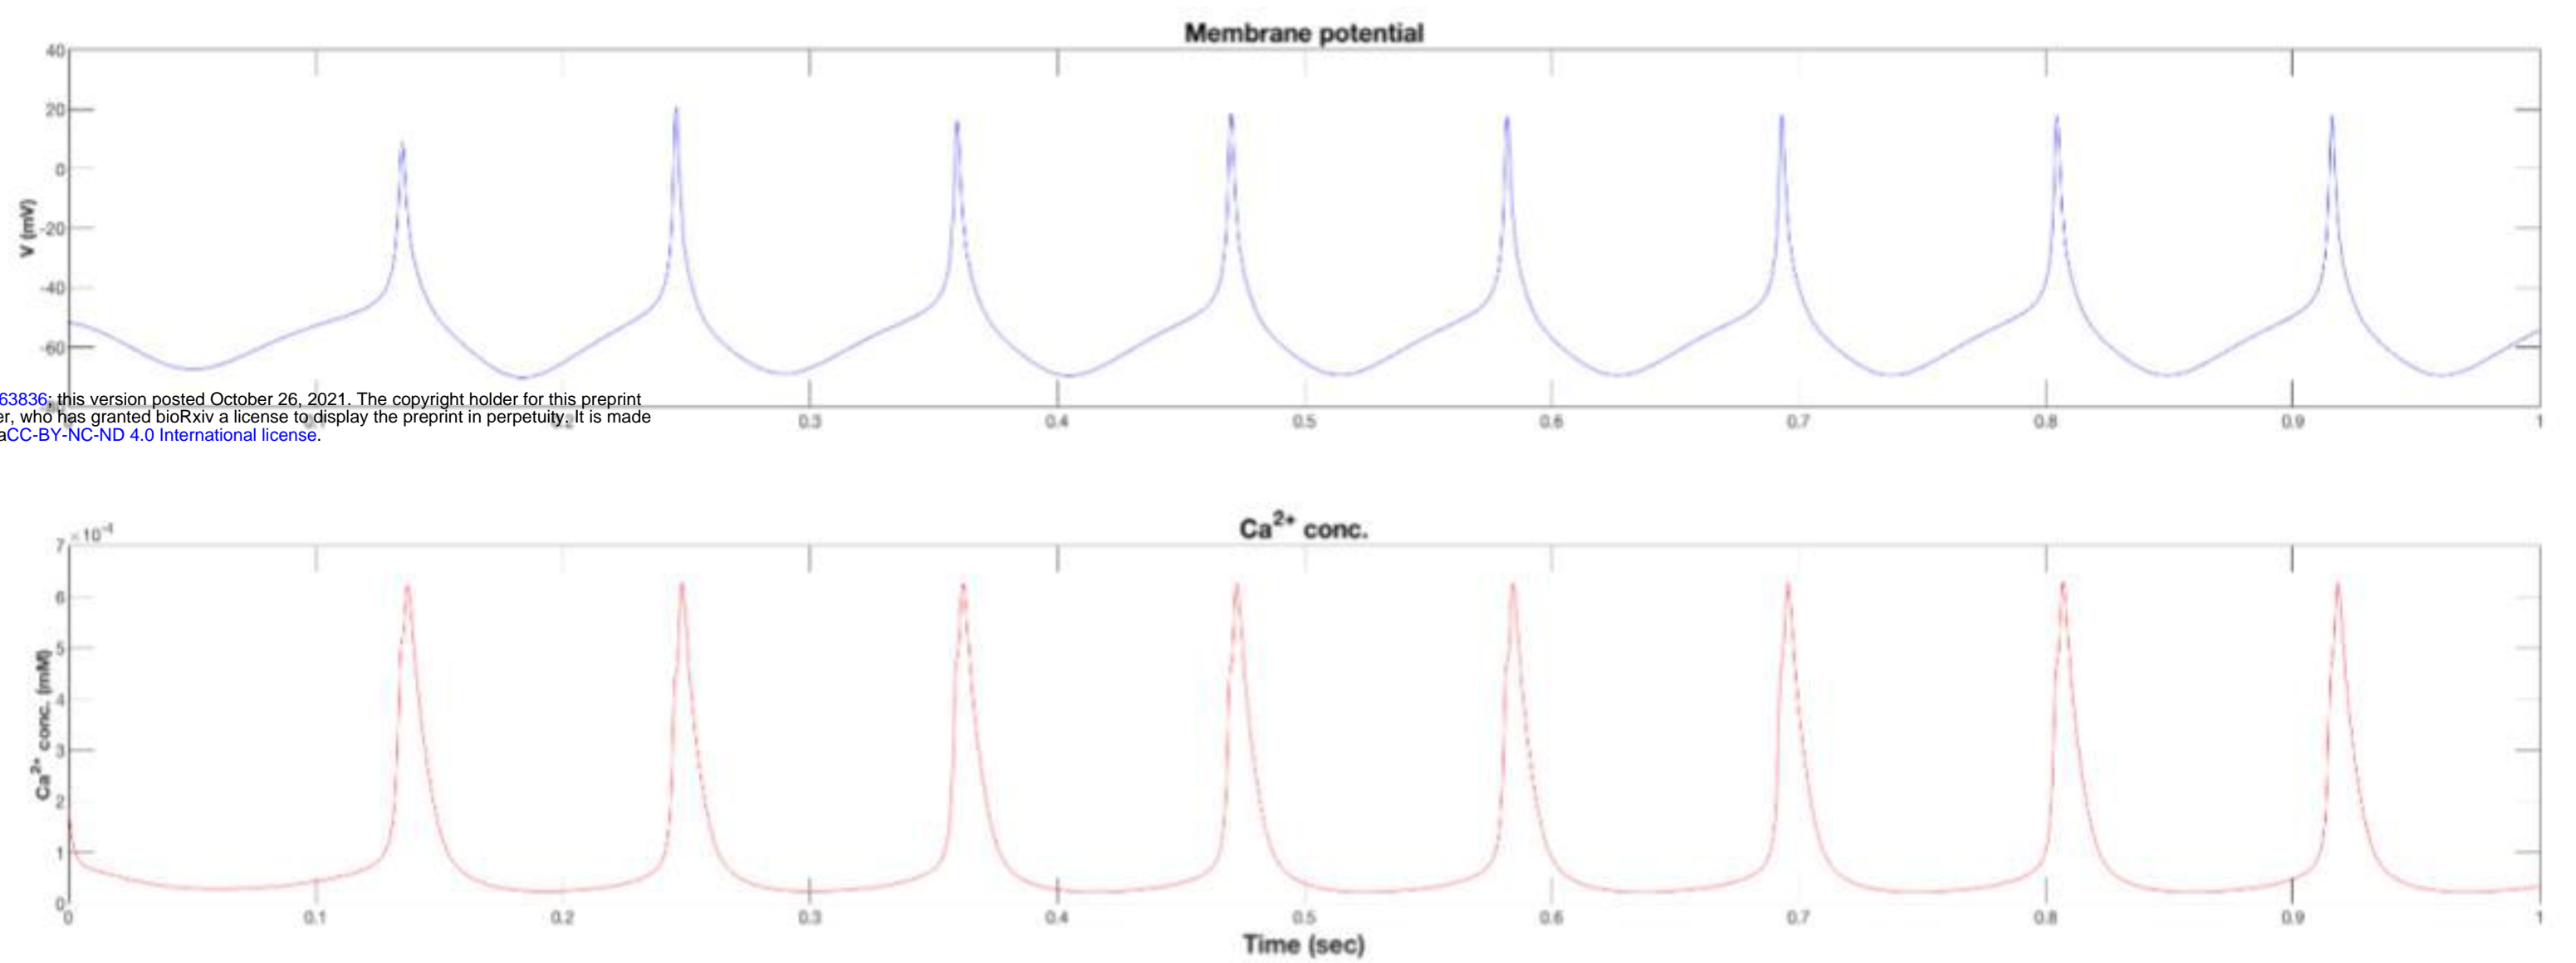 Membrane potential
40
20
0
-20
-40
-60
V (mV)
63836; this version posted October 26, 2021. The copyright holder for this preprint
er, who has granted bioRxiv a license to display the preprint in perpetuity. It is made
aCC-BY-NC-ND 4.0 International license.
0.3 0.4 0.5 0.6 0.7 0.8 0.9 1
Ca2+ conc.
×10-4
7
6
5
4
3
2
1
0
Ca2+ conc. (mM)
0 0.1 0.2 0.3 0.4 0.5 0.6 0.7 0.8 0.9 1
Time (sec)